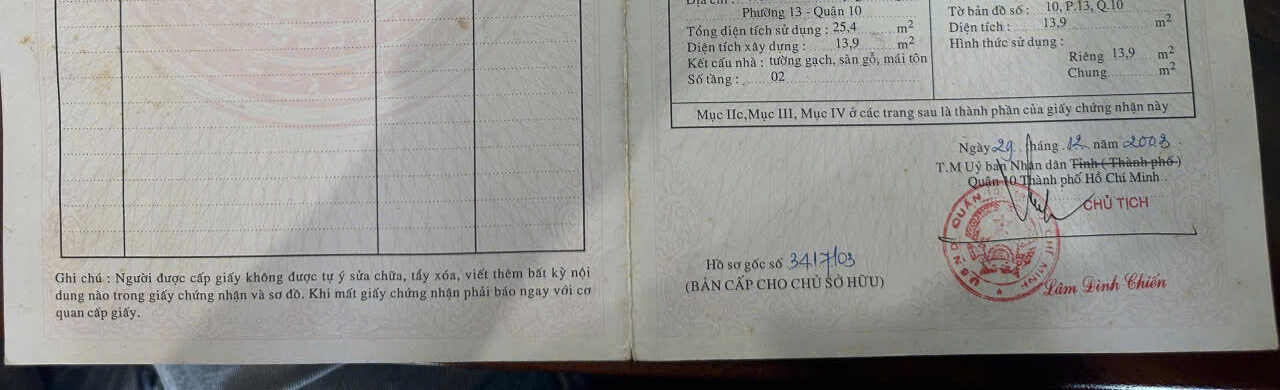 Địa chỉ :
Phường 13 - Quận 10
Tổng diện tích sử dụng : 25,4 m2
Diện tích xây dựng : 13,9 m2
Kết cấu nhà : tường gạch, sàn gỗ, mái tôn
Số tầng : 02
Tờ bản đồ số : 10, P.13, Q.10
Diện tích : 13,9 m2
Hình thức sử dụng :
Riêng 13,9 m2
Chung m2
Mục IIc,Mục III, Mục IV ở các trang sau là thành phần của giấy chứng nhận này
Ngày 29 tháng 12 năm 2003
T.M Uỷ ban Nhân dân Tỉnh ( Thành phố )
Quận 10 Thành phố Hồ Chí Minh
CHỦ TỊCH
Lâm Đình Chiến
Hồ sơ gốc số 3417/03
(BẢN CẤP CHO CHỦ SỞ HỮU)
Ghi chú : Người được cấp giấy không được tự ý sửa chữa, tẩy xóa, viết thêm bất kỳ nội
dung nào trong giấy chứng nhận và sơ đồ. Khi mất giấy chứng nhận phải báo ngay với cơ
quan cấp giấy.